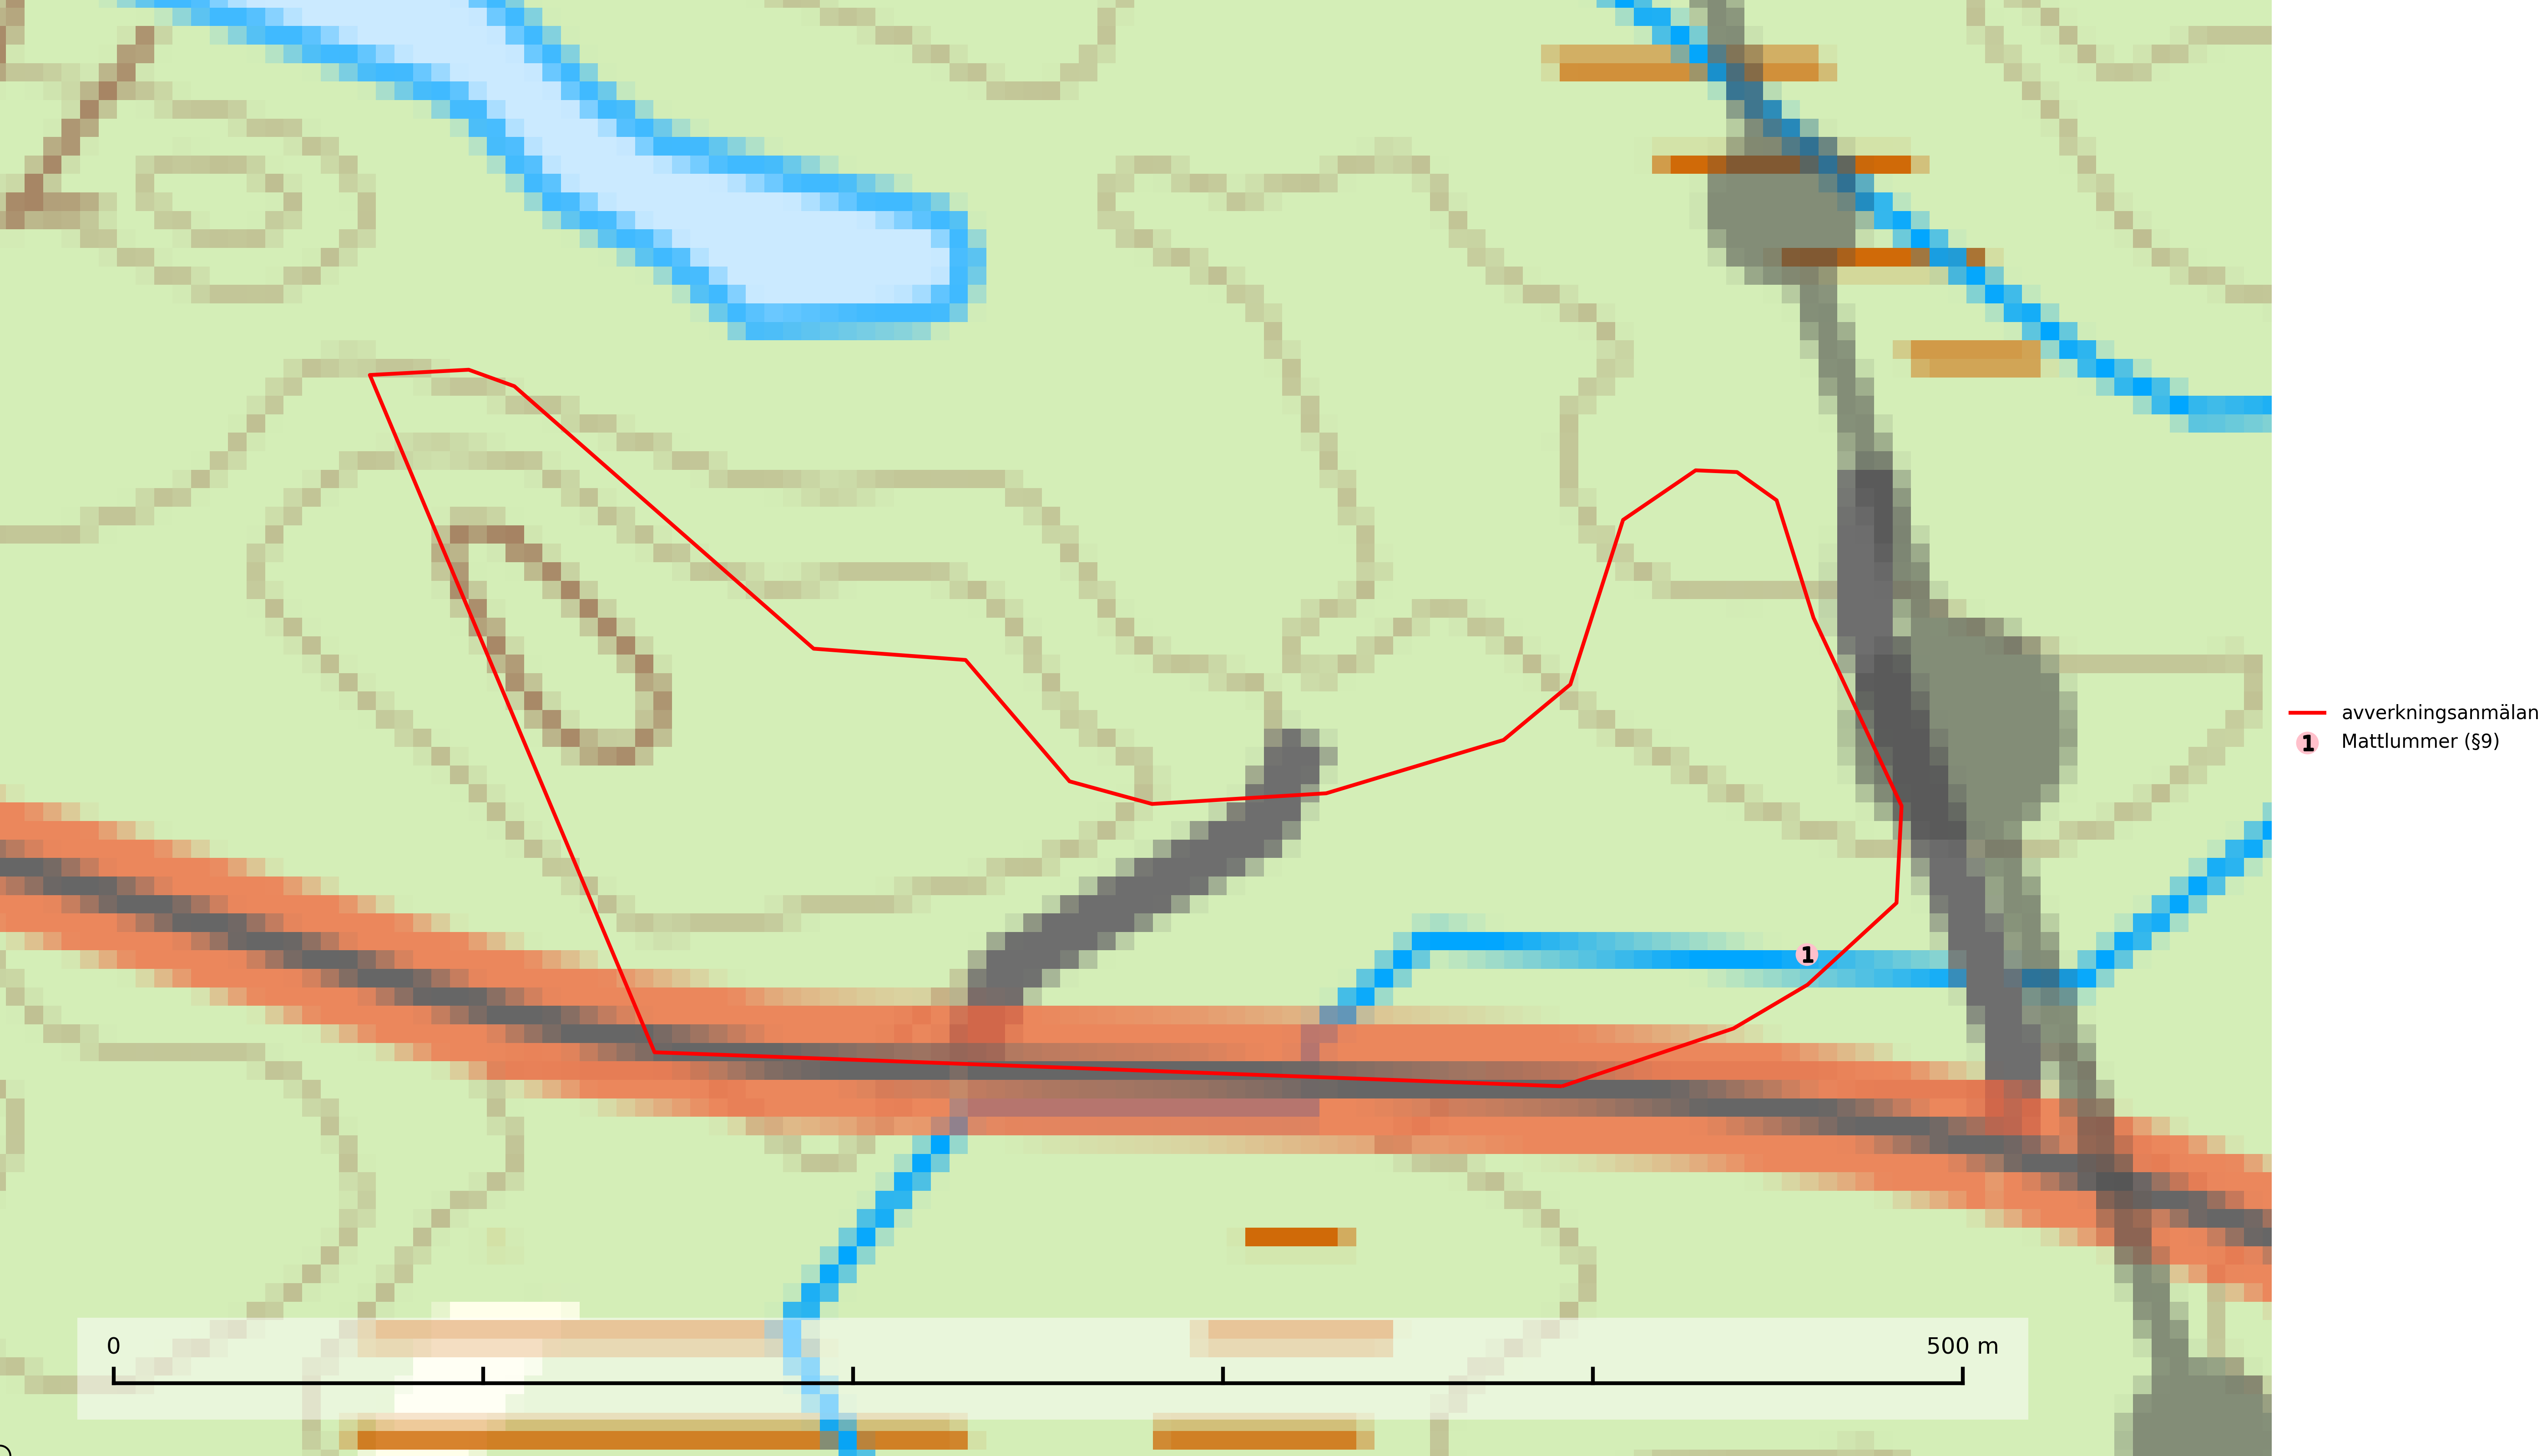 1
avverkningsanmälan
1 Mattlummer (§9)
0 500 m